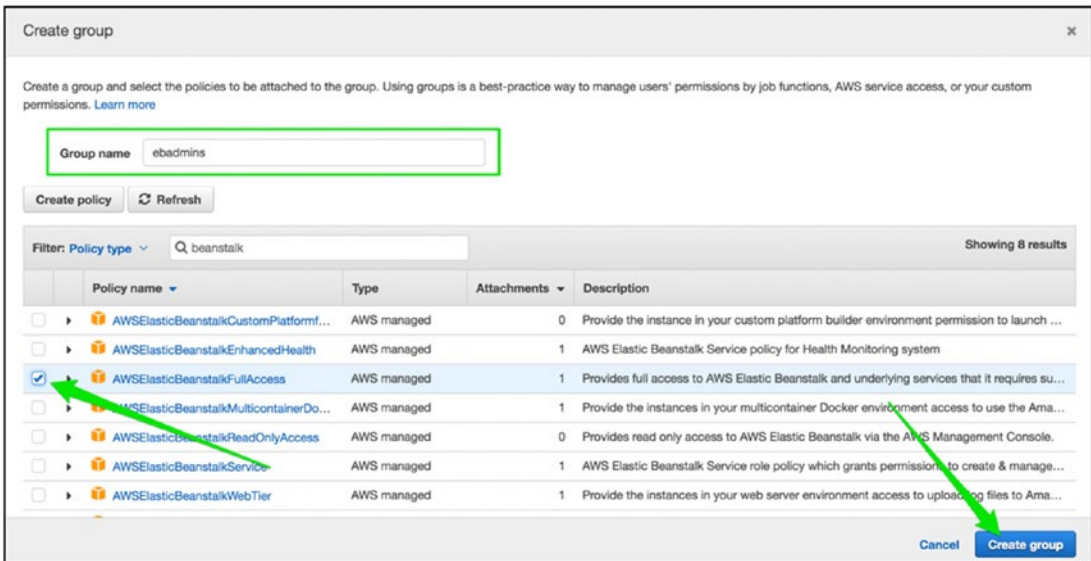 Create group
Create a group and select the policies to be attached to the group. Using groups is a best-practice way to manage users' permissions by job functions, AWS service access, or your custom
permissions. Learn more
Group name ebadmins
Create policy Refresh
Filter: Policy type beanstalk Showing 8 results
Policy name Type Attachments Description
AWSElasticBeanstalkCustomPlatformf... AWS managed 0 Provide the instance in your custom platform builder environment permission to launch ...
AWSElasticBeanstalkEnhancedHealth AWS managed 1 AWS Elastic Beanstalk Service policy for Health Monitoring system
AWSElasticBeanstalkFullAccess AWS managed 1 Provides full access to AWS Elastic Beanstalk and underlying services that it requires su...
AWSElasticBeanstalkMulticontainerDo... AWS managed 1 Provide the instances in your multicontainer Docker environment access to use the Ama...
AWSElasticBeanstalkReadOnlyAccess AWS managed 0 Provides read only access to AWS Elastic Beanstalk via the AWS Management Console.
AWSElasticBeanstalkService AWS managed 1 AWS Elastic Beanstalk Service role policy which grants permissions to create & manage...
AWSElasticBeanstalkWebTier AWS managed 1 Provide the instances in your web server environment access to upload log files to Ama...
Cancel Create group